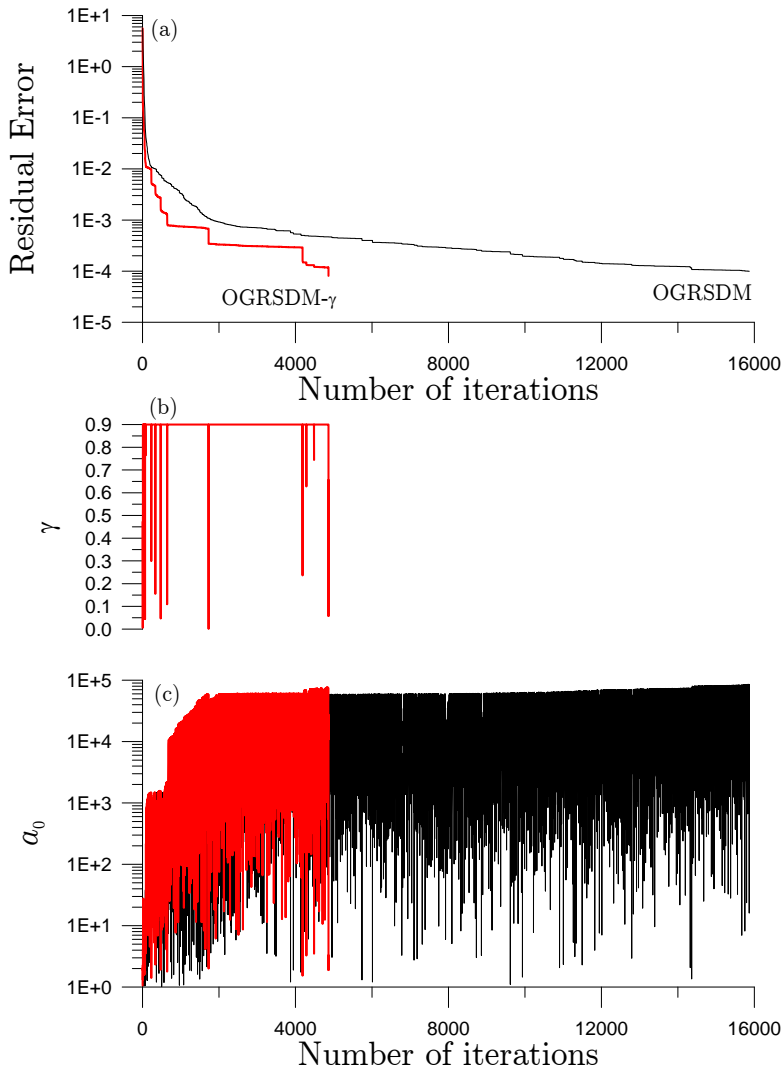 (a)
1E+1
1E+0
1E-1
1E-2
1E-3
1E-4
1E-5
Residual Error
OGRSDM-γ
OGRSDM
0
4000
8000
12000
16000
Number of iterations
(b)
0.9
0.8
0.7
0.6
0.5
0.4
0.3
0.2
0.1
0.0
γ
(c)
1E+5
1E+4
1E+3
1E+2
1E+1
1E+0
a0
0
4000
8000
12000
16000
Number of iterations